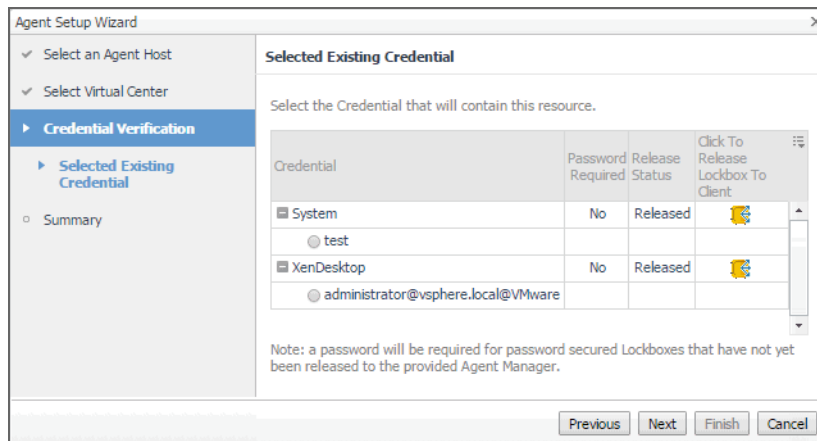 Agent Setup Wizard
Select an Agent Host
Select Virtual Center
Credential Verification
Selected Existing
Credential
Summary
Selected Existing Credential
Select the Credential that will contain this resource.
Credential
Password
Required
Release
Status
Click To
Release
Lockbox To
Client
System No Released
test
XenDesktop No Released
administrator@vsphere.local@VMware
Note: a password will be required for password secured Lockboxes that have not yet
been released to the provided Agent Manager.
Previous Next Finish Cancel